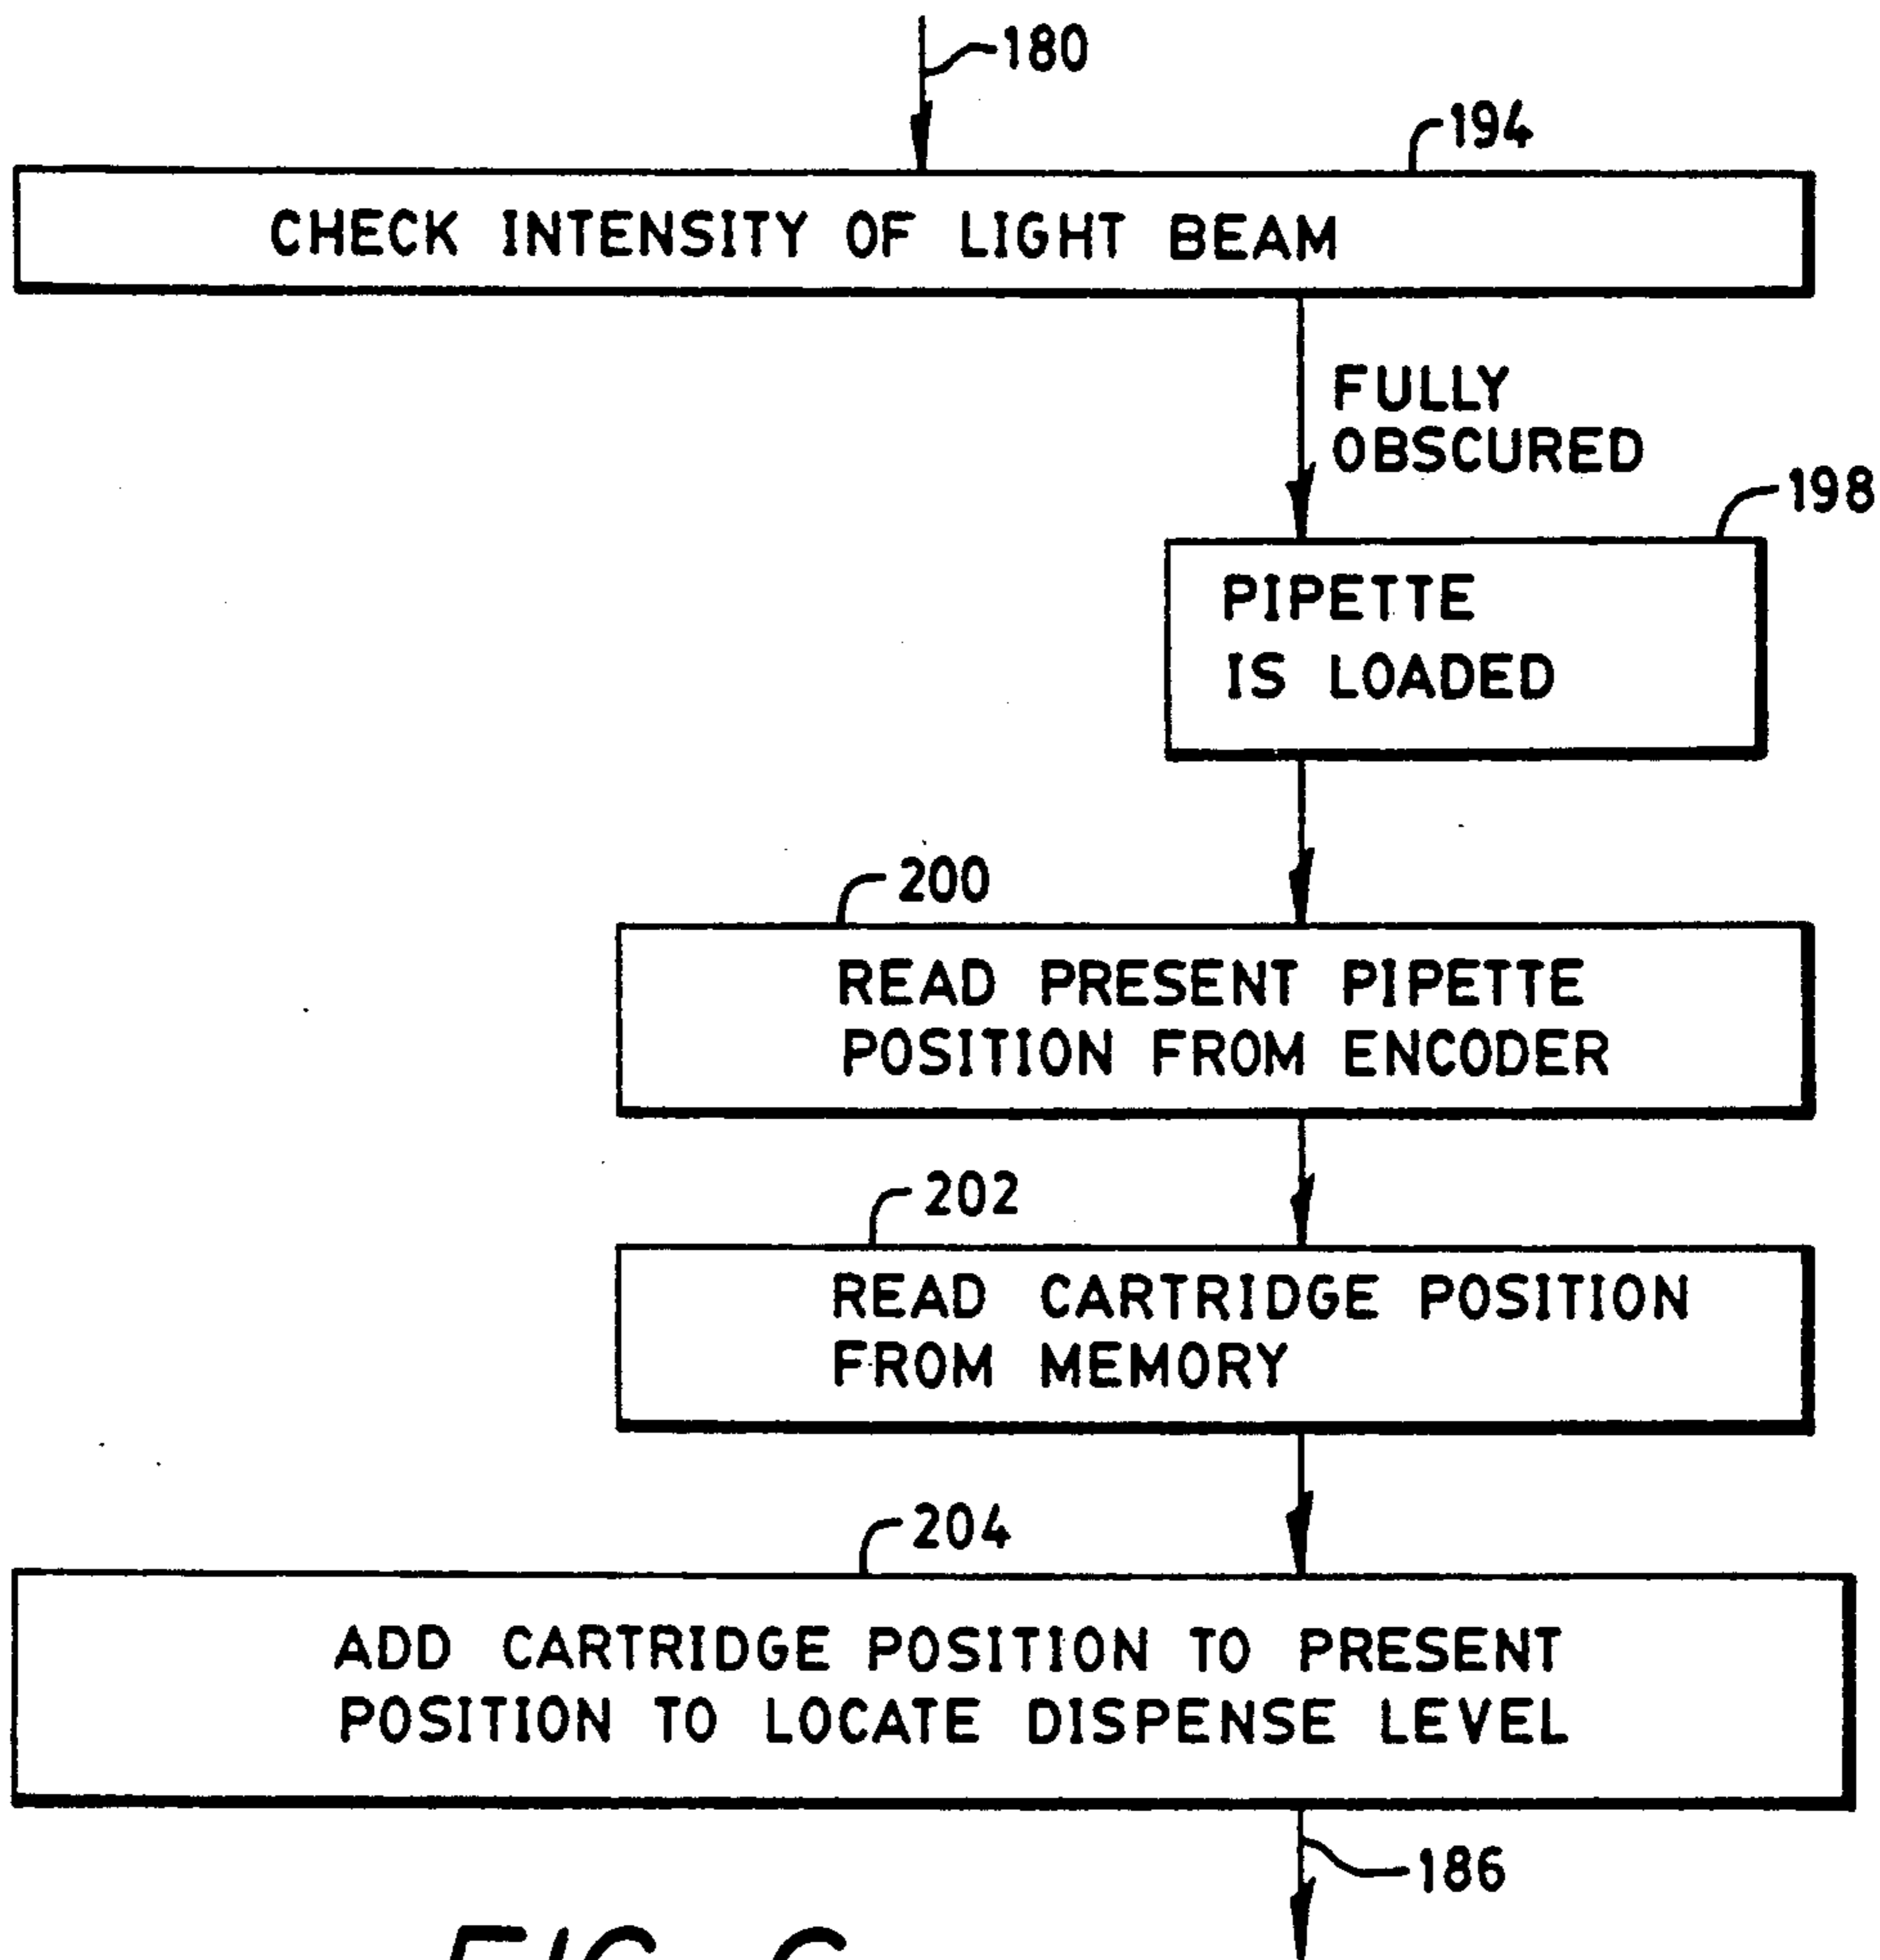 180
194
CHECK INTENSITY OF LIGHT BEAM
FULLY
OBSCURED
198
PIPETTE
IS LOADED
200
READ PRESENT PIPETTE
POSITION FROM ENCODER
202
READ CARTRIDGE POSITION
FROM MEMORY
204
ADD CARTRIDGE POSITION TO PRESENT
POSITION TO LOCATE DISPENSE LEVEL
186